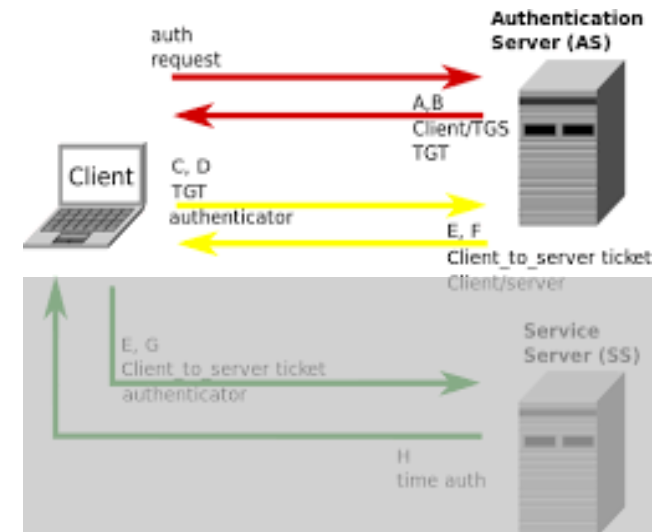 auth
request
Authentication
Server (AS)
A,B
Client/TGS
TGT
Client
C, D
TGT
authenticator
E, F
Client_to_server ticket
Client/server
E, G
Client_to_server ticket
authenticator
Service
Server (SS)
H
time auth